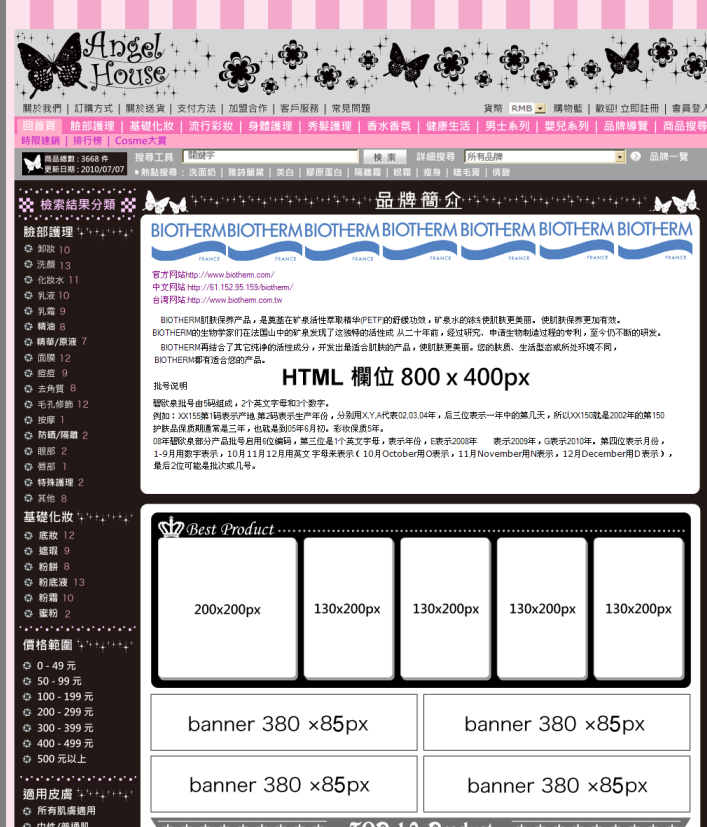 Angel House
關於我們 | 訂購方式 | 關於送貨 | 支付方法 | 加盟合作 | 客戶服務 | 常見問題
貨幣 RMB 購物籃 | 歡迎! 立即註冊 | 會員登入
回首頁 臉部護理 | 基礎化妝 | 流行彩妝 | 身體護理 | 秀髮護理 | 香水香氛 | 健康生活 | 男士系列 | 嬰兒系列 | 品牌導覽 | 商品搜尋
時限速銷 | 排行榜 | Cosme大賞
商品總數 : 3668 件
更新日期 : 2010/07/07
搜尋工具 關鍵字 檢 索 詳細搜尋 所有品牌 品牌一覽
●熱點搜尋 : 洗面奶 | 雅詩蘭黛 | 美白 | 膠原蛋白 | 隔離霜 | 眼霜 | 瘦身 | 睫毛膏 | 倩碧
檢索結果分類
臉部護理
卸妝 10
洗顏 13
化妝水 11
乳液 10
乳霜 9
精油 8
精華/原液 7
面膜 12
痘痘 9
去角質 8
毛孔修飾 12
按摩 1
防晒/隔離 2
眼部 2
唇部 1
特殊護理 2
其他 8
基礎化妝
底妝 12
遮瑕 9
粉餅 8
粉底液 13
粉霜 10
蜜粉 2
價格範圍
0 - 49 元
50 - 99 元
100 - 199 元
200 - 299 元
300 - 399 元
400 - 499 元
500 元以上
適用皮膚
所有肌膚適用
中性/普通肌
品牌簡介
BIOTHERM BIOTHERM BIOTHERM BIOTHERM BIOTHERM BIOTHERM BIOTHERM
FRANCE FRANCE FRANCE FRANCE FRANCE FRANCE FRANCE
官方网站http://www.biotherm.com/
中文网站 http://61.152.95.159/biotherm/
台湾网站 http://www.biotherm.com.tw
BIOTHERM肌肤保养产品，是奠基在矿泉活性萃取精华(PETP)的舒缓功效，矿泉水的浓络使肌肤更美丽。使肌肤保养更加有效。
BIOTHERM的生物学家们在法国山中的矿泉发现了这独特的活性成 从二十年前，经过研究、申请生物制造过程的专利，至今仍不断的研发。
BIOTHERM再结合了其它纯净的活性成分，开发出最适合肌肤的产品，使肌肤更美丽。您的肤质、生活型态或所处环境不同，
BIOTHERM都有适合您的产品。
HTML 欄位 800 x 400px
批号说明
碧欧泉批号由5码组成，2个英文字母和3个数字。
例如：XX155第1码表示产地,第2码表示生产年份，分别用X,Y,A代表02,03,04年，后三位表示一年中的第几天，所以XX150就是2002年的第150
护肤品保质期通常是三年，也就是到05年6月初。彩妆保质5年。
08年碧欧泉部分产品批号启用6位编码，第三位是1个英文字母，表示年份，E表示2008年 表示2009年，G表示2010年。第四位表示月份，
1-9月用数字表示，10月11月12月用英文字母来表示（10月October用O表示，11月November用N表示，12月December用D表示），
最后2位可能是批次或几号。
Best Product
200x200px 130x200px 130x200px 130x200px 130x200px
banner 380 ×85px banner 380 ×85px
banner 380 ×85px banner 380 ×85px